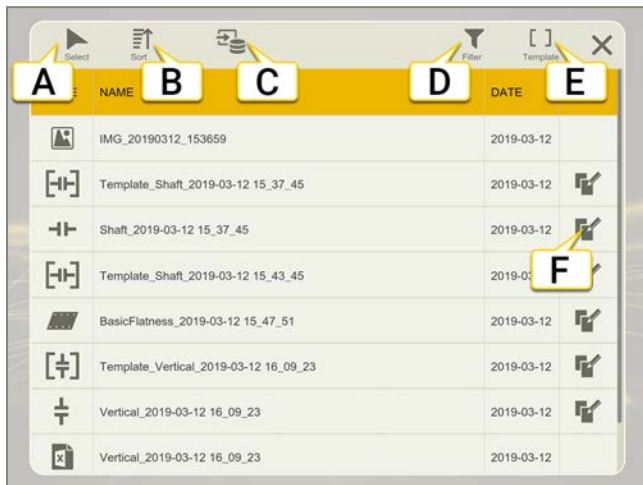 Select Sort Filter Template
A B C D E
E NAME DATE
IMG_20190312_153659 2019-03-12
Template_Shaft_2019-03-12 15_37_45 2019-03-12
Shaft_2019-03-12 15_37_45 2019-03-12
F
Template_Shaft_2019-03-12 15_43_45 2019-03
BasicFlatness_2019-03-12 15_47_51 2019-03-12
Template_Vertical_2019-03-12 16_09_23 2019-03-12
Vertical_2019-03-12 16_09_23 2019-03-12
X Vertical_2019-03-12 16_09_23 2019-03-12